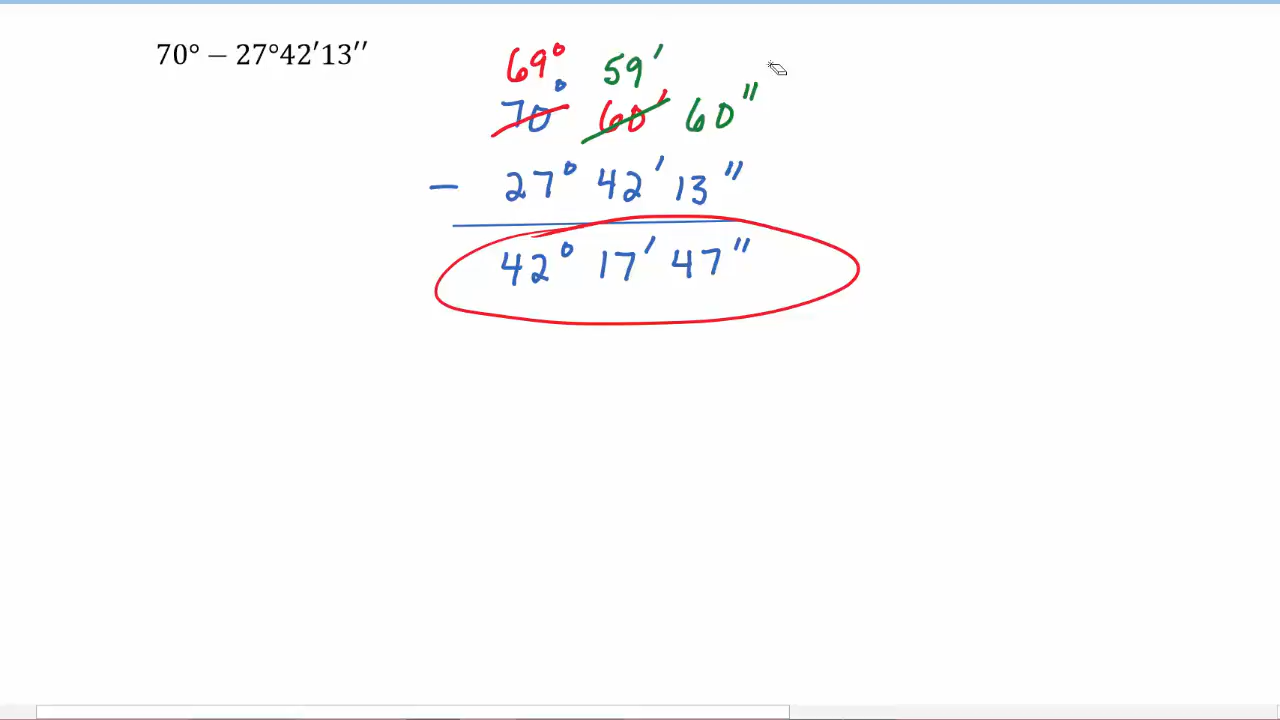 70° − 27°42′13′′
69° 59′
70° 60′ 60″
− 27° 42′ 13″
42° 17′ 47″